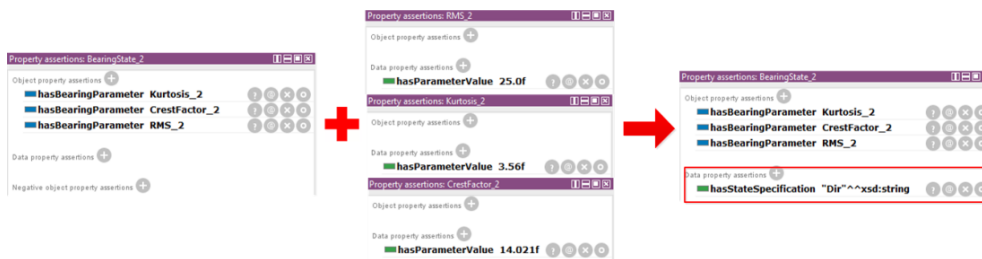 Property assertions: BearingState_2
Object property assertions
hasBearingParameter Kurtosis_2
hasBearingParameter CrestFactor_2
hasBearingParameter RMS_2
Data property assertions
Negative object property assertions
Property assertions: RMS_2
Object property assertions
Data property assertions
hasParameterValue 25.0f
Property assertions: Kurtosis_2
Object property assertions
Data property assertions
hasParameterValue 3.56f
Property assertions: CrestFactor_2
Object property assertions
Data property assertions
hasParameterValue 14.021f
Property assertions: BearingState_2
Object property assertions
hasBearingParameter Kurtosis_2
hasBearingParameter CrestFactor_2
hasBearingParameter RMS_2
Data property assertions
hasStateSpecification "Dir"^^xsd:string